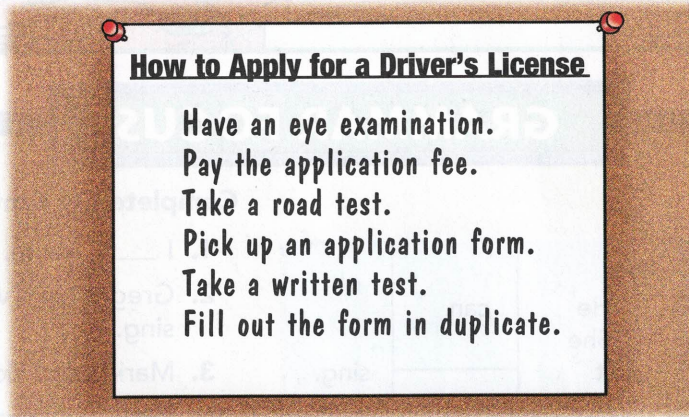 How to Apply for a Driver's License
Have an eye examination.
Pay the application fee.
Take a road test.
Pick up an application form.
Take a written test.
Fill out the form in duplicate.